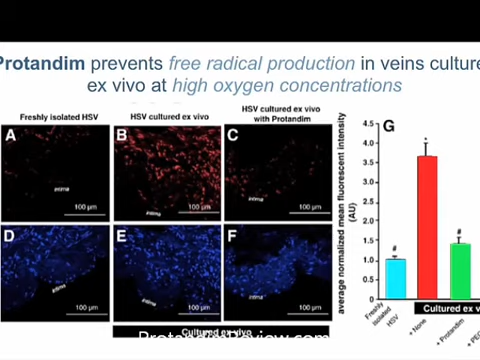 Protandim prevents free radical production in veins culture
ex vivo at high oxygen concentrations
Freshly isolated HSV
HSV cultured ex vivo
HSV cultured ex vivo
with Protandim
A
B
C
intima
100 µm
intima
100 µm
intima
100 µm
D
E
F
intima
100 µm
intima
100 µm
intima
100 µm
Cultured ex vivo
ProtandimReview.com
average normalized mean fluorescent intensity
(AU)
G
4.5
4.0
3.5
3.0
2.5
2.0
1.5
1.0
0.5
0
#
*
#
Cultured ex v
Freshly
isolated
HSV
+ None
+ Protandim
+ PE